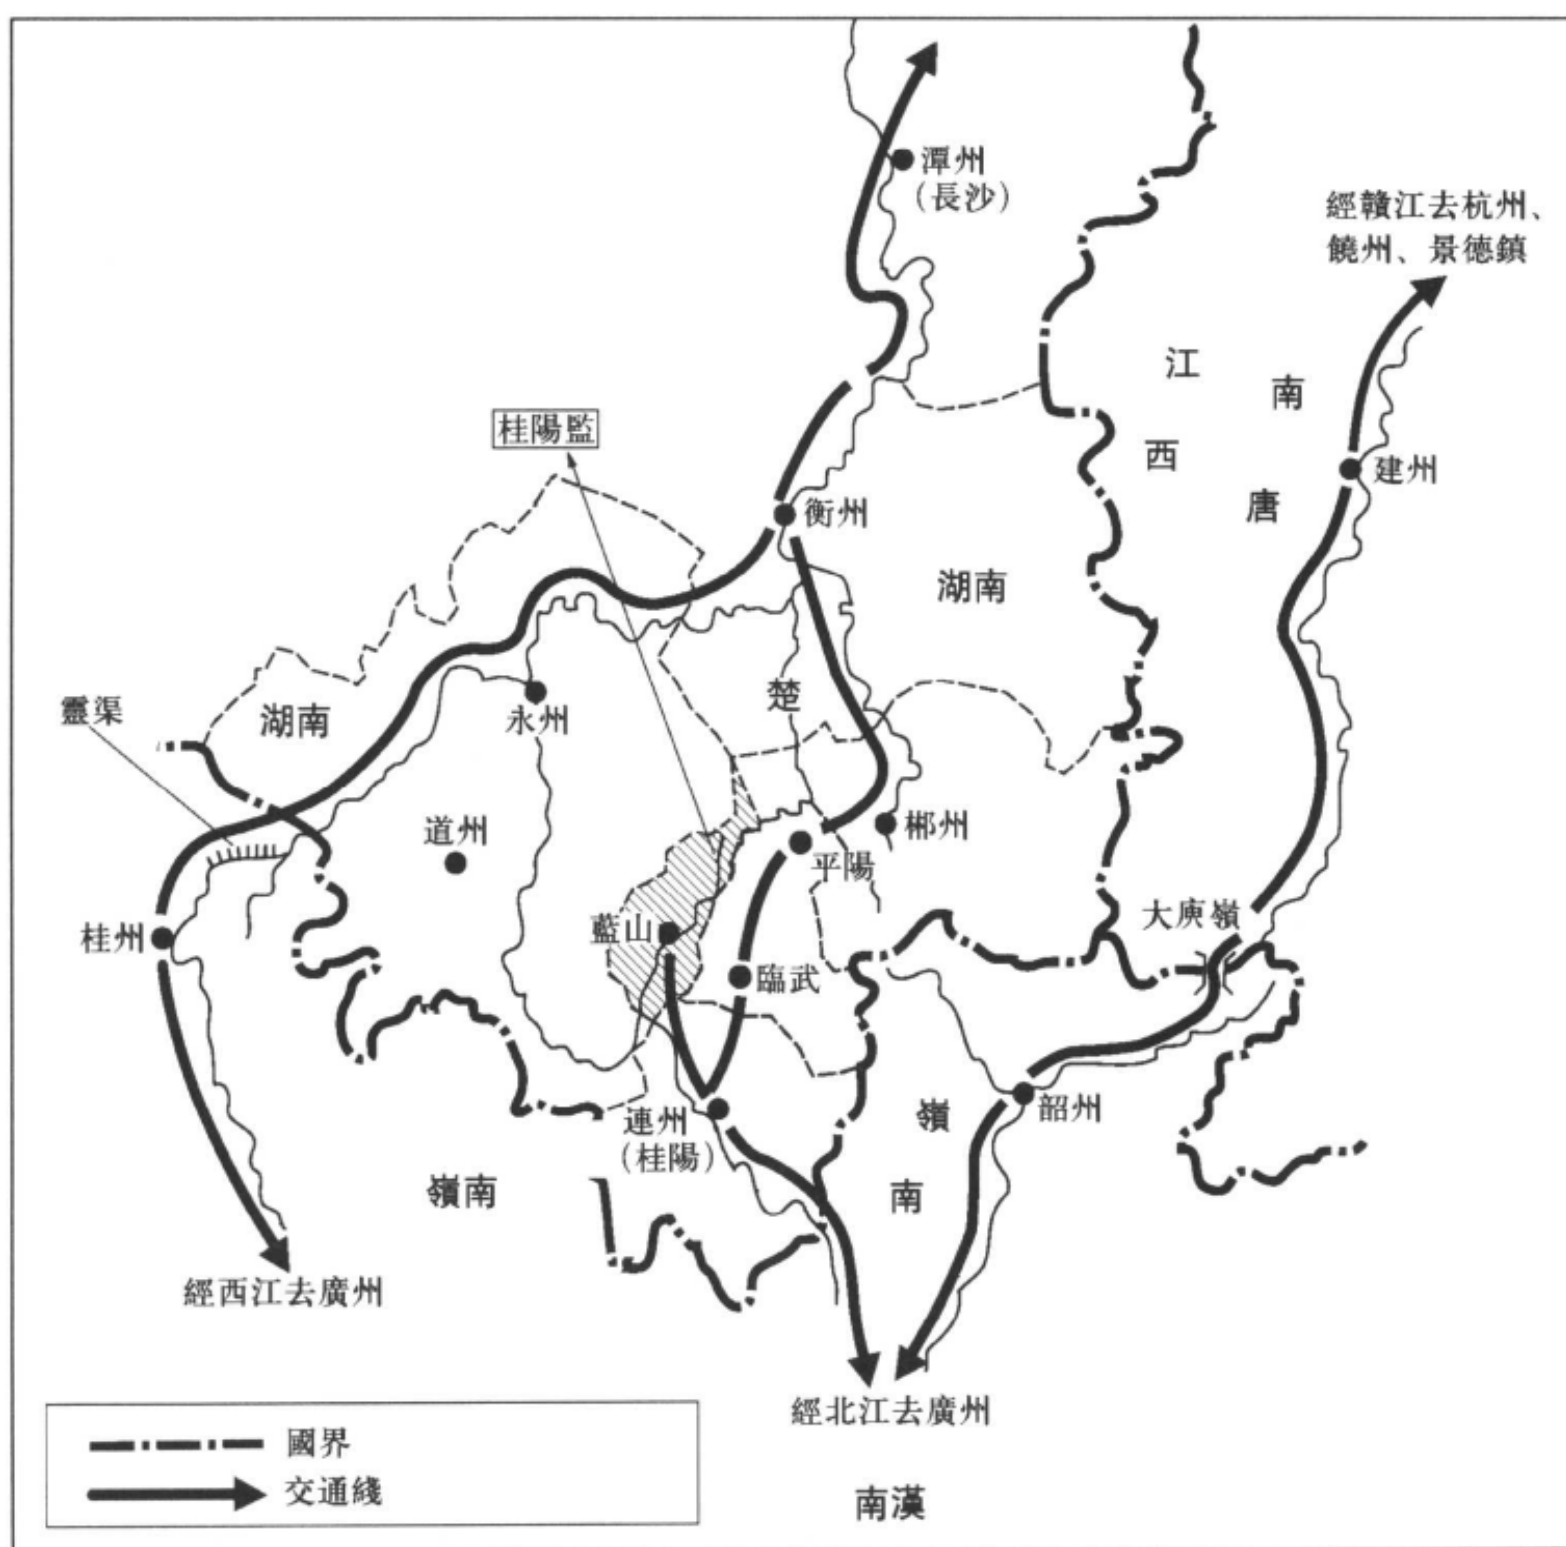 潭州
(長沙)
經贛江去杭州、
饒州、景德鎮
江
西
南
唐
桂陽監
建州
衡州
湖南
楚
靈渠
湖南
永州
道州
郴州
平陽
大庾嶺
藍山
桂州
臨武
連州
(桂陽)
嶺
南
韶州
嶺南
經西江去廣州
經北江去廣州
南漢
國界
交通綫